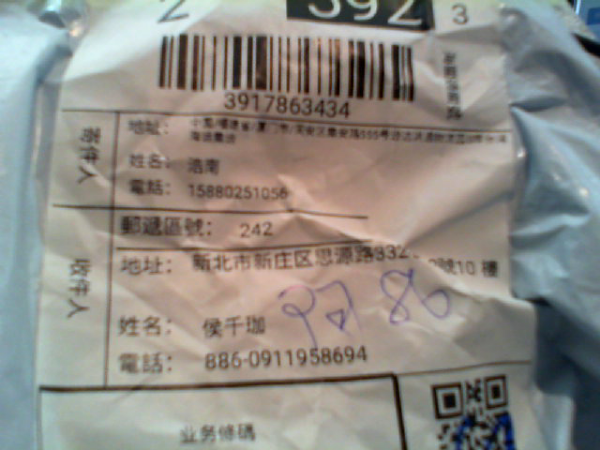 2 392 3
3917863434
寄件人
地址：
姓名： 浩南
電話： 15880251056
收件人
郵遞區號： 242
地址： 新北市新庄区思源路332 號10 樓
姓名： 侯千珈
電話： 886-0911958694
业务條碼